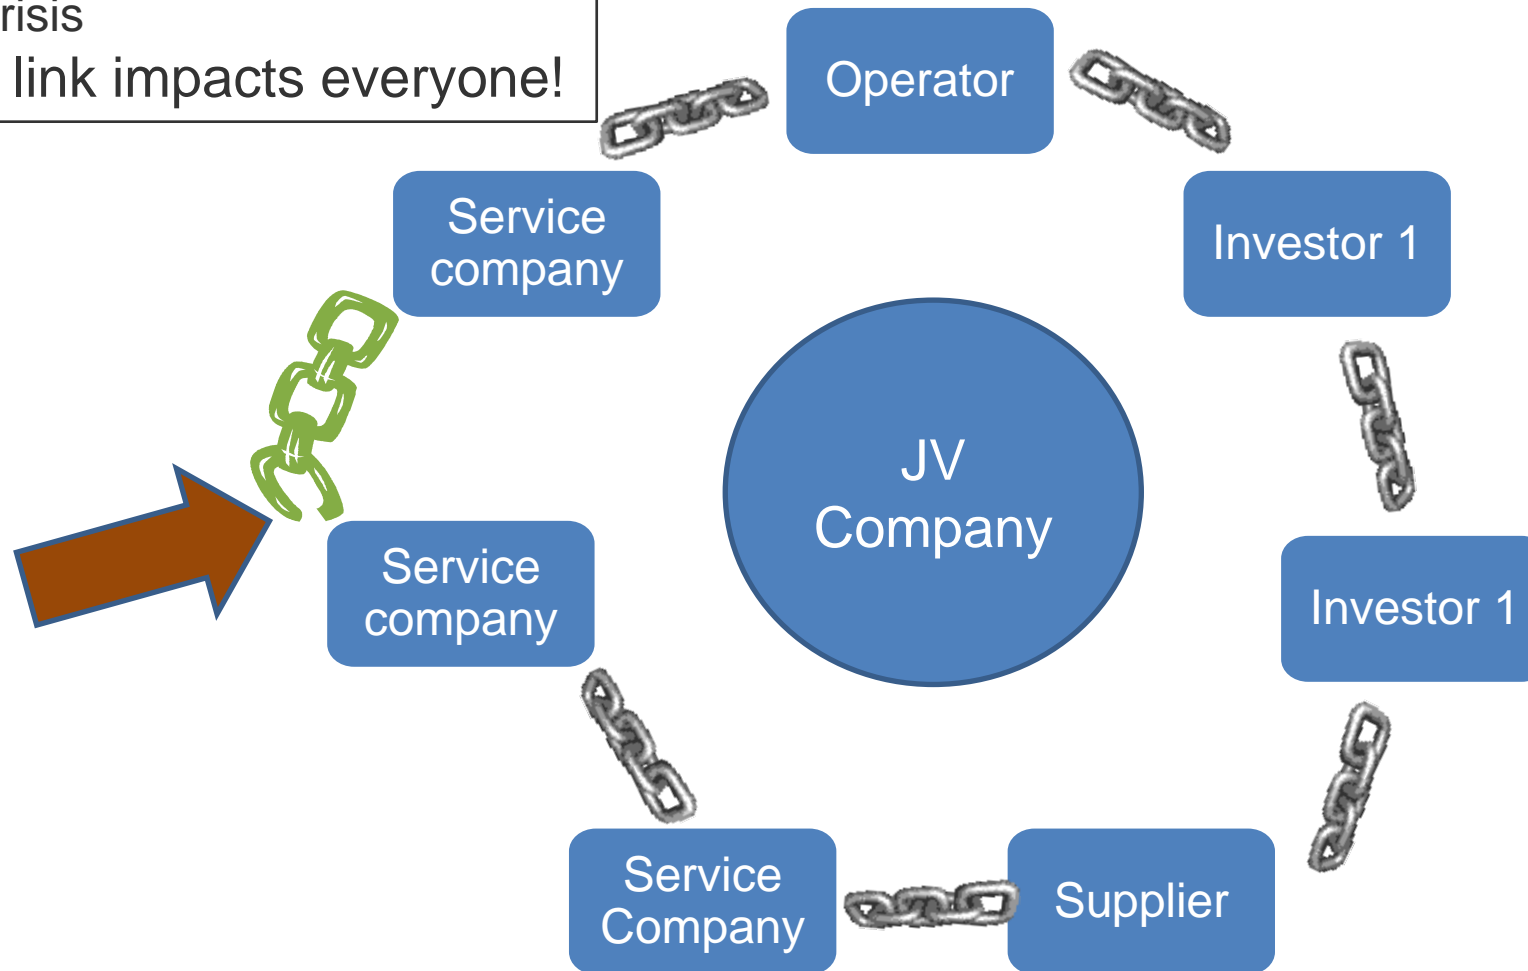 risis
link impacts everyone!
Operator
Service
company
Investor 1
JV
Company
Service
company
Investor 1
Service
Company
Supplier